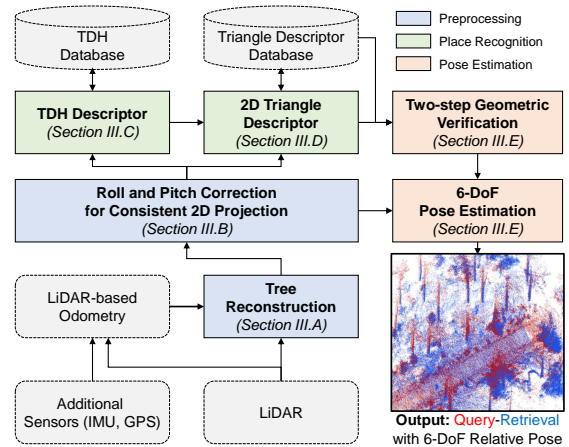 TDH
Database
Triangle Descriptor
Database
Preprocessing
Place Recognition
Pose Estimation
TDH Descriptor
(Section III.C)
2D Triangle
Descriptor
(Section III.D)
Two-step Geometric
Verification
(Section III.E)
Roll and Pitch Correction
for Consistent 2D Projection
(Section III.B)
6-DoF
Pose Estimation
(Section III.E)
LiDAR-based
Odometry
Tree
Reconstruction
(Section III.A)
Additional
Sensors (IMU, GPS)
LiDAR
Output: Query-Retrieval
with 6-DoF Relative Pose